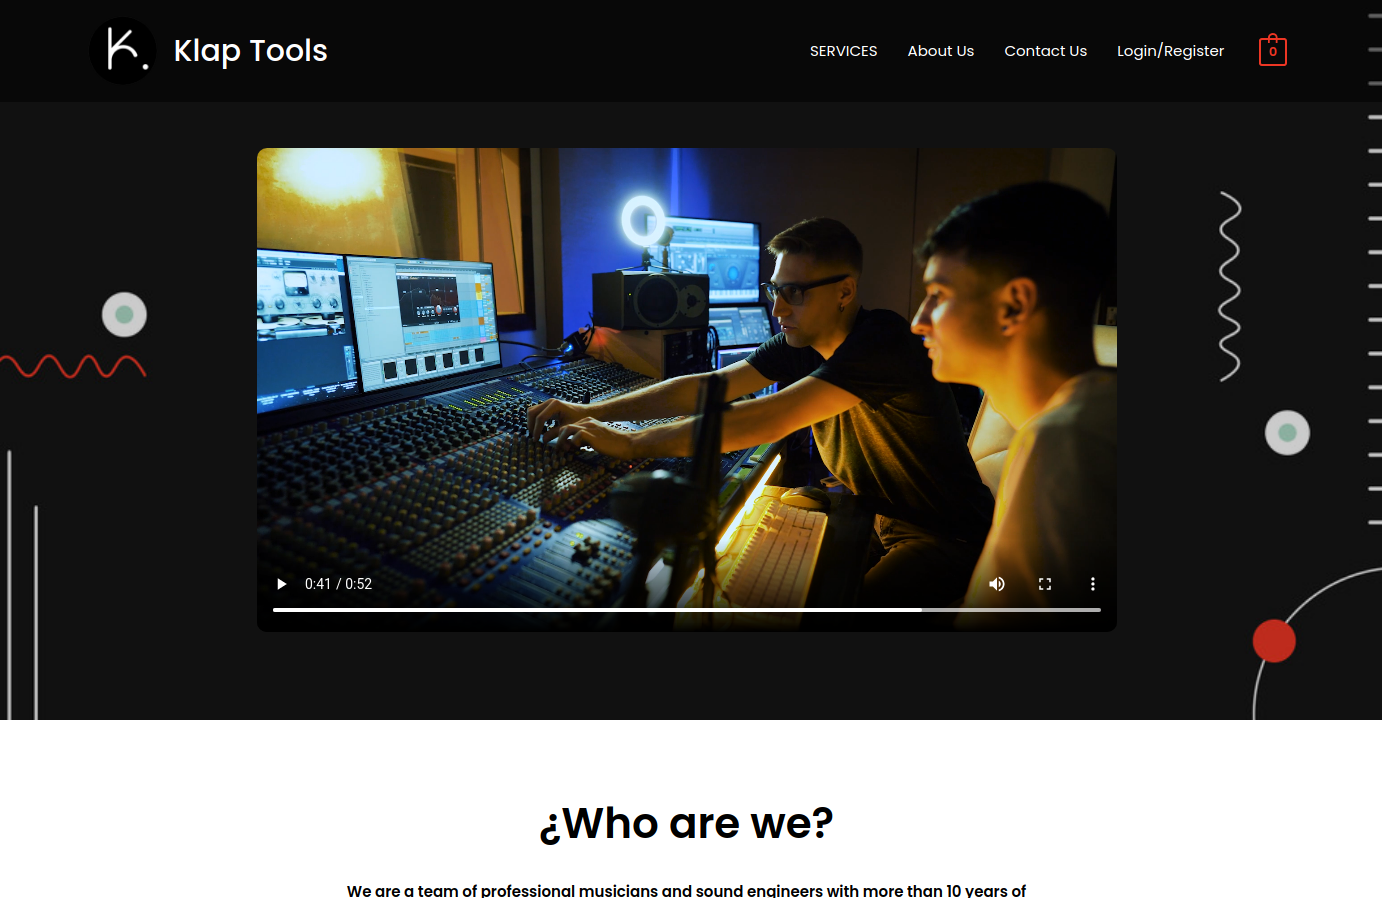 K.
Klap Tools
SERVICES
About Us
Contact Us
Login/Register
0
0:41 / 0:52
¿Who are we?
We are a team of professional musicians and sound engineers with more than 10 years of